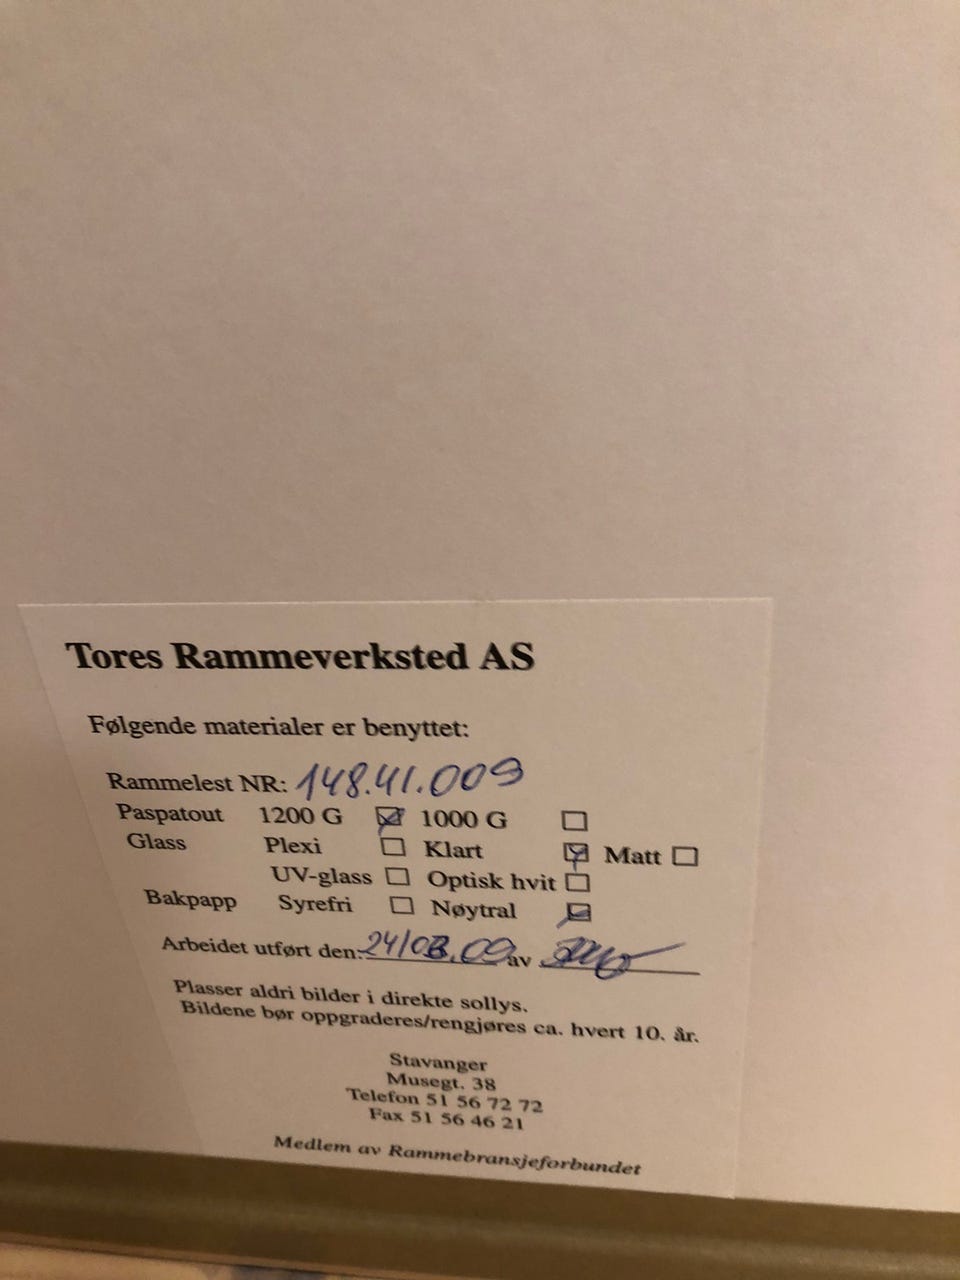 Tores Rammeverksted AS
Følgende materialer er benyttet:
Rammelest NR: 148.41.009
Paspatout 1200 G ☑ 1000 G ☐
Glass Plexi ☐ Klart ☑ Matt ☐
UV-glass ☐ Optisk hvit ☐
Bakpapp Syrefri ☐ Nøytral ☑
Arbeidet utført den: 24/03.09 av
Plasser aldri bilder i direkte sollys.
Bildene bør oppgraderes/rengjøres ca. hvert 10. år.
Stavanger
Musegt. 38
Telefon 51 56 72 72
Fax 51 56 46 21
Medlem av Rammebransjeforbundet